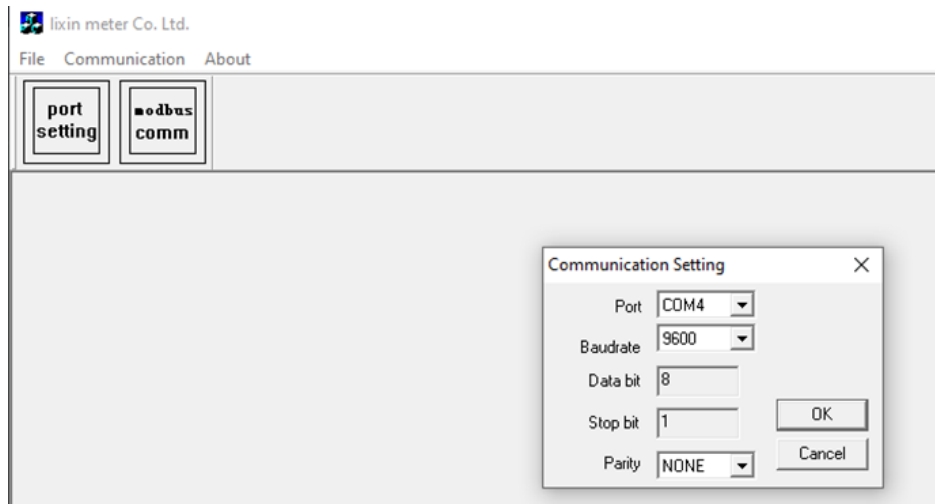 lixin meter Co. Ltd.
File Communication About
port setting
modbus comm
Communication Setting
Port COM4
Baudrate 9600
Data bit 8
Stop bit 1
OK
Parity NONE
Cancel